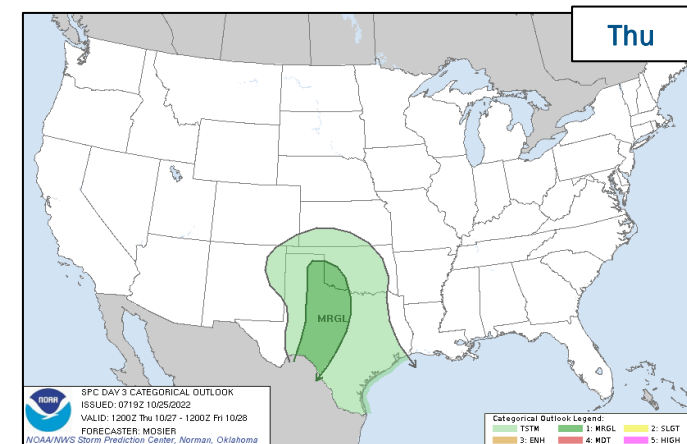 Thu
MRGL
NOAA
SPC DAY 3 CATEGORICAL OUTLOOK
ISSUED: 0719Z 10/25/2022
VALID: 1200Z Thu 10/27 - 1200Z Fri 10/28
FORECASTER: MOSIER
NOAA/NWS Storm Prediction Center, Norman, Oklahoma
Categorical Outlook Legend:
TSTM 1: MRGL 2: SLGT
3: ENH 4: MDT 5: HIGH